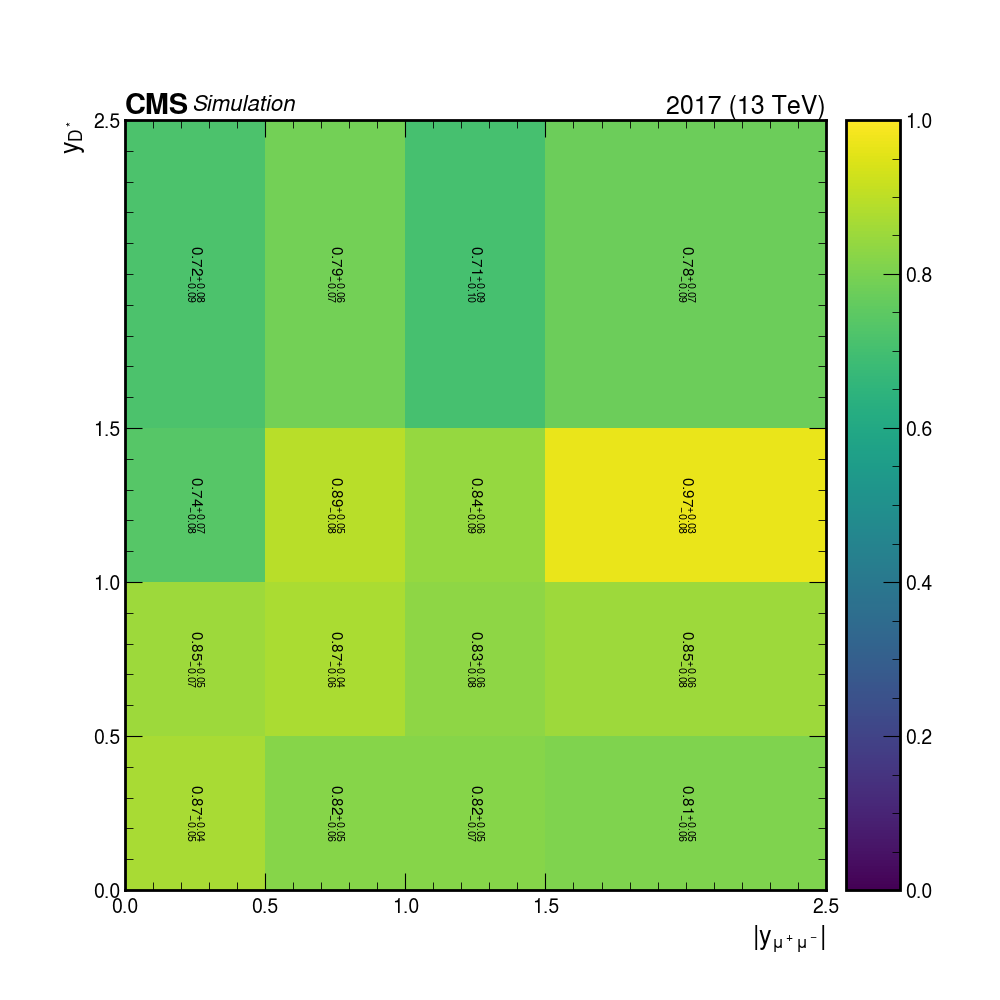 CMS Simulation 2017 (13 TeV)
y_{D^*}
2.5 1.0
0.72^{+0.08}_{-0.09} 0.79^{+0.06}_{-0.07} 0.71^{+0.09}_{-0.10} 0.78^{+0.07}_{-0.09}
0.8
1.5 0.6
0.74^{+0.07}_{-0.08} 0.89^{+0.05}_{-0.08} 0.84^{+0.06}_{-0.09} 0.97^{+0.03}_{-0.08}
1.0 0.4
0.85^{+0.05}_{-0.07} 0.87^{+0.04}_{-0.06} 0.83^{+0.06}_{-0.08} 0.85^{+0.06}_{-0.08}
0.5 0.2
0.87^{+0.04}_{-0.05} 0.82^{+0.05}_{-0.06} 0.82^{+0.05}_{-0.07} 0.81^{+0.05}_{-0.06}
0.0 0.0
0.0 0.5 1.0 1.5 2.5
|y_{μ^+ μ^-}|